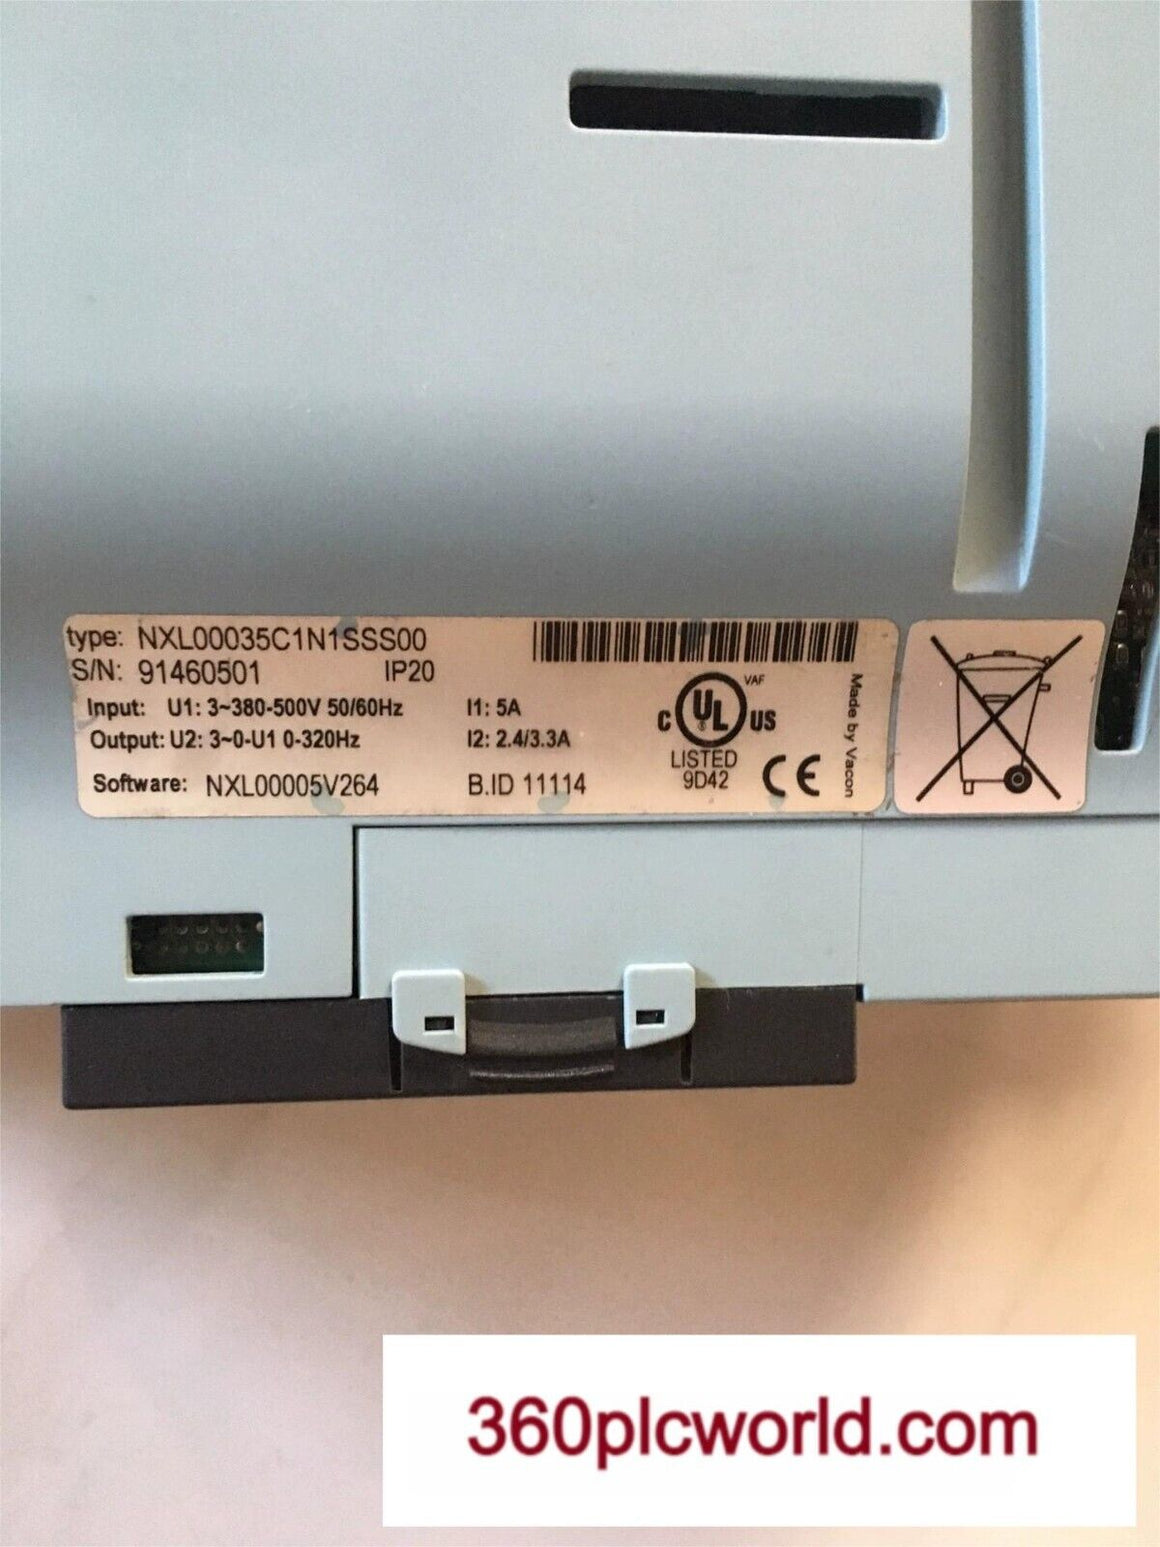 type: NXL00035C1N1SSS00
S/N: 91460501 IP20
Input: U1: 3~380-500V 50/60Hz I1: 5A
Output: U2: 3~0-U1 0-320Hz I2: 2.4/3.3A
Software: NXL00005V264 B.ID 11114
VAF
C UL ® US
LISTED
9D42
CE
Made by Vacon
360plcworld.com